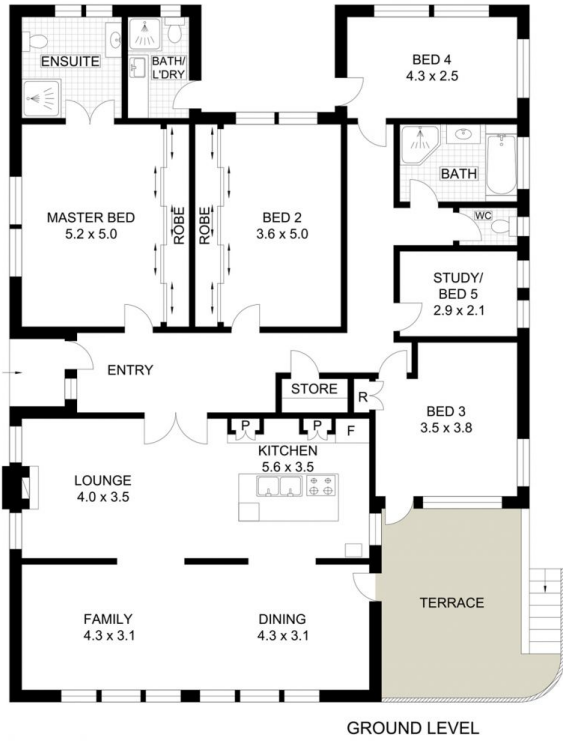 ENSUITE
BATH/
L'DRY
BED 4
4.3 x 2.5
BATH
WC
MASTER BED
5.2 x 5.0
ROBE
ROBE
BED 2
3.6 x 5.0
STUDY/
BED 5
2.9 x 2.1
ENTRY
STORE
R
BED 3
3.5 x 3.8
P
P
F
KITCHEN
5.6 x 3.5
LOUNGE
4.0 x 3.5
FAMILY
4.3 x 3.1
DINING
4.3 x 3.1
TERRACE
GROUND LEVEL